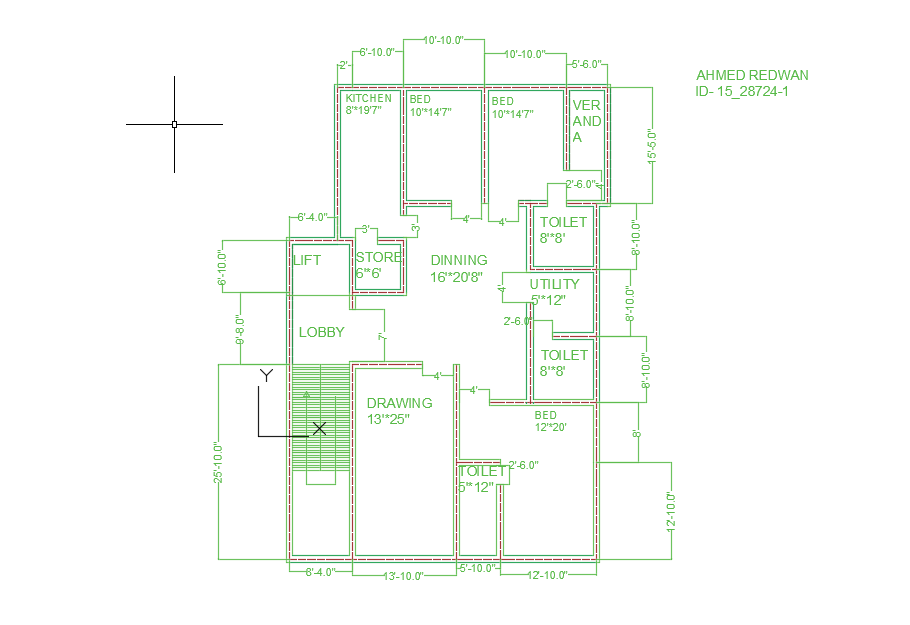 10'-10.0"
6'-10.0"
10'-10.0"
2'-
5'-6.0"
AHMED REDWAN
ID- 15_28724-1
KITCHEN
8'*19'7"
BED
10'*14'7"
BED
10'*14'7"
VER
AND
A
15'-5.0"
2'-6.0"
4'
6'-4.0"
3'
3'
4'
4'
TOILET
8'*8'
8'-10.0"
6'-10.0"
LIFT
STORE
6'*6'
DINNING
16'*20'8"
4'
UTILITY
5'*12"
8'-10.0"
9'-8.0"
LOBBY
7'
2'-6.0"
TOILET
8'*8'
8'-10.0"
Y
4'
4'
DRAWING
13'*25"
BED
12'*20'
8'
X
25'-10.0"
TOILET
5'*12"
2'-6.0"
12'-10.0"
6'-4.0"
13'-10.0"
5'-10.0"
12'-10.0"